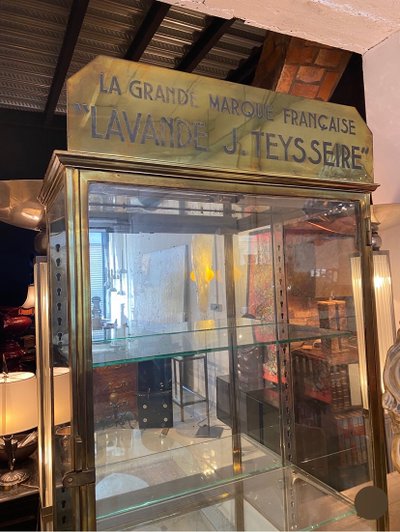 LA GRANDE MARQUE FRANÇAISE
"LAVANDE J. TEYSSEIRE"